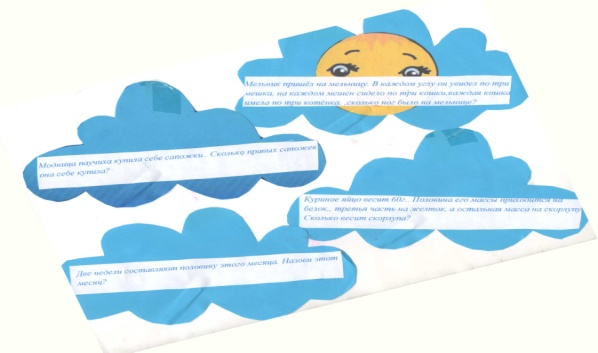 Мельник пришёл на мельницу. В каждом углу он увидел по три
мешка, на каждом мешке сидело по три кошки,каждая кошка
имела по три котёнка. .сколько ног было на мельнице?
Модница паучиха купила себе сапожки.. Сколько правых сапожек
она себе купила?
Куриное яйцо весит 60г.. Половина его массы приходится на
белок,, третья часть на желток, а остальная масса на скорлупу.
Сколько весит скорлупа?
Две недели составляют половину этого месяца. Назови этот
месяц?